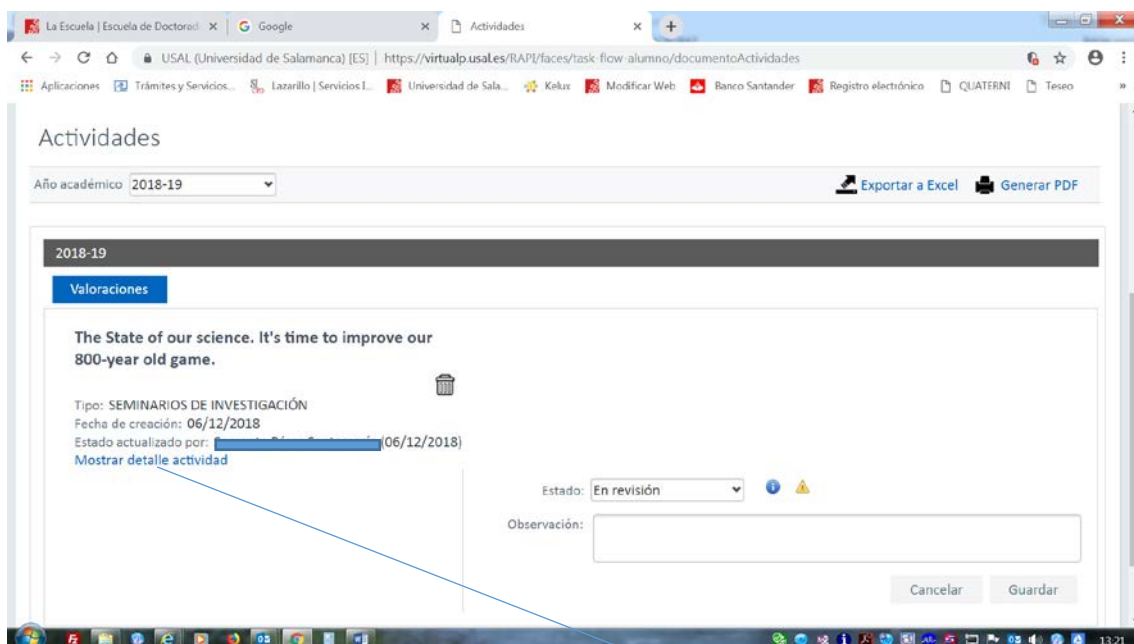 La Escuela | Escuela de Doctorad
Google
Actividades
USAL (Universidad de Salamanca) [ES] | https://virtualp.usal.es/RAPI/faces/task-flow-alumno/documentoActividades
Aplicaciones
Trámites y Servicios...
Lazarillo | Servicios I...
Universidad de Sala...
Kelux
Modificar Web
Banco Santander
Registro electrónico
QUATERNI
Teseo
»
Actividades
Año académico 2018-19
Exportar a Excel
Generar PDF
2018-19
Valoraciones
The State of our science. It's time to improve our
800-year old game.
Tipo: SEMINARIOS DE INVESTIGACIÓN
Fecha de creación: 06/12/2018
Estado actualizado por: (06/12/2018)
Mostrar detalle actividad
Estado: En revisión
Observación:
Cancelar
Guardar
13:21